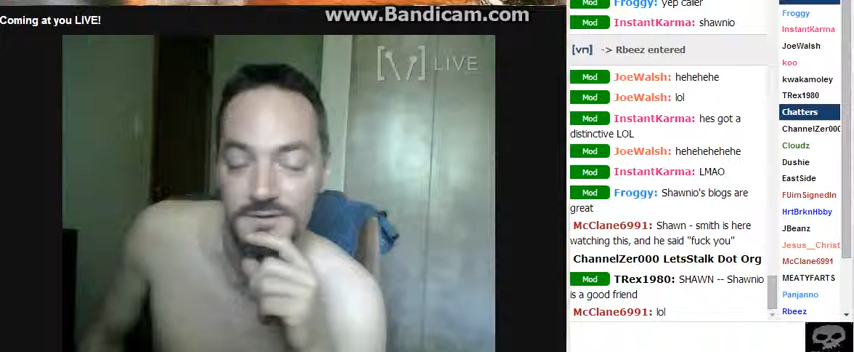 www.Bandicam.com
Coming at you LIVE!
[V] LIVE
Froggy: yep caller
Mod InstantKarma: shawnio
[vn] -> Rbeez entered
Mod JoeWalsh: hehehehe
Mod JoeWalsh: lol
Mod InstantKarma: hes got a
distinctive LOL
Mod JoeWalsh: hehehehehehe
Mod InstantKarma: LMAO
Mod Froggy: Shawnio's blogs are
great
McClane6991: Shawn - smith is here
watching this, and he said "fuck you"
ChannelZer000 LetsStalk Dot Org
Mod TRex1980: SHAWN -- Shawnio
is a good friend
McClane6991: lol
Froggy
InstantKarma
JoeWalsh
koo
kwakamoley
TRex1980
Chatters
ChannelZer000
Cloudz
Dushie
EastSide
FUimSignedIn
HrtBrknHbby
JBeanz
Jesus__Christ
McClane6991
MEATYFARTS
Panjanno
Rbeez